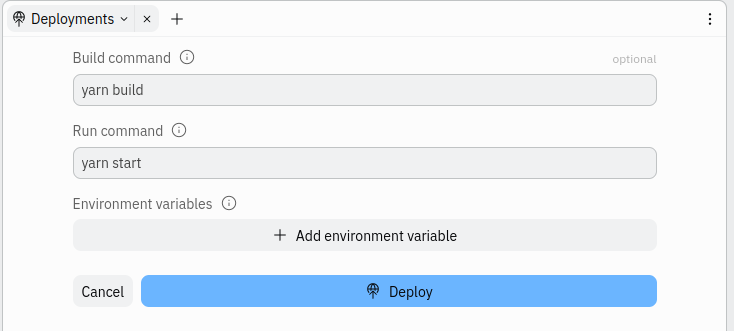 Deployments
Build command optional
yarn build
Run command
yarn start
Environment variables
Add environment variable
Cancel Deploy